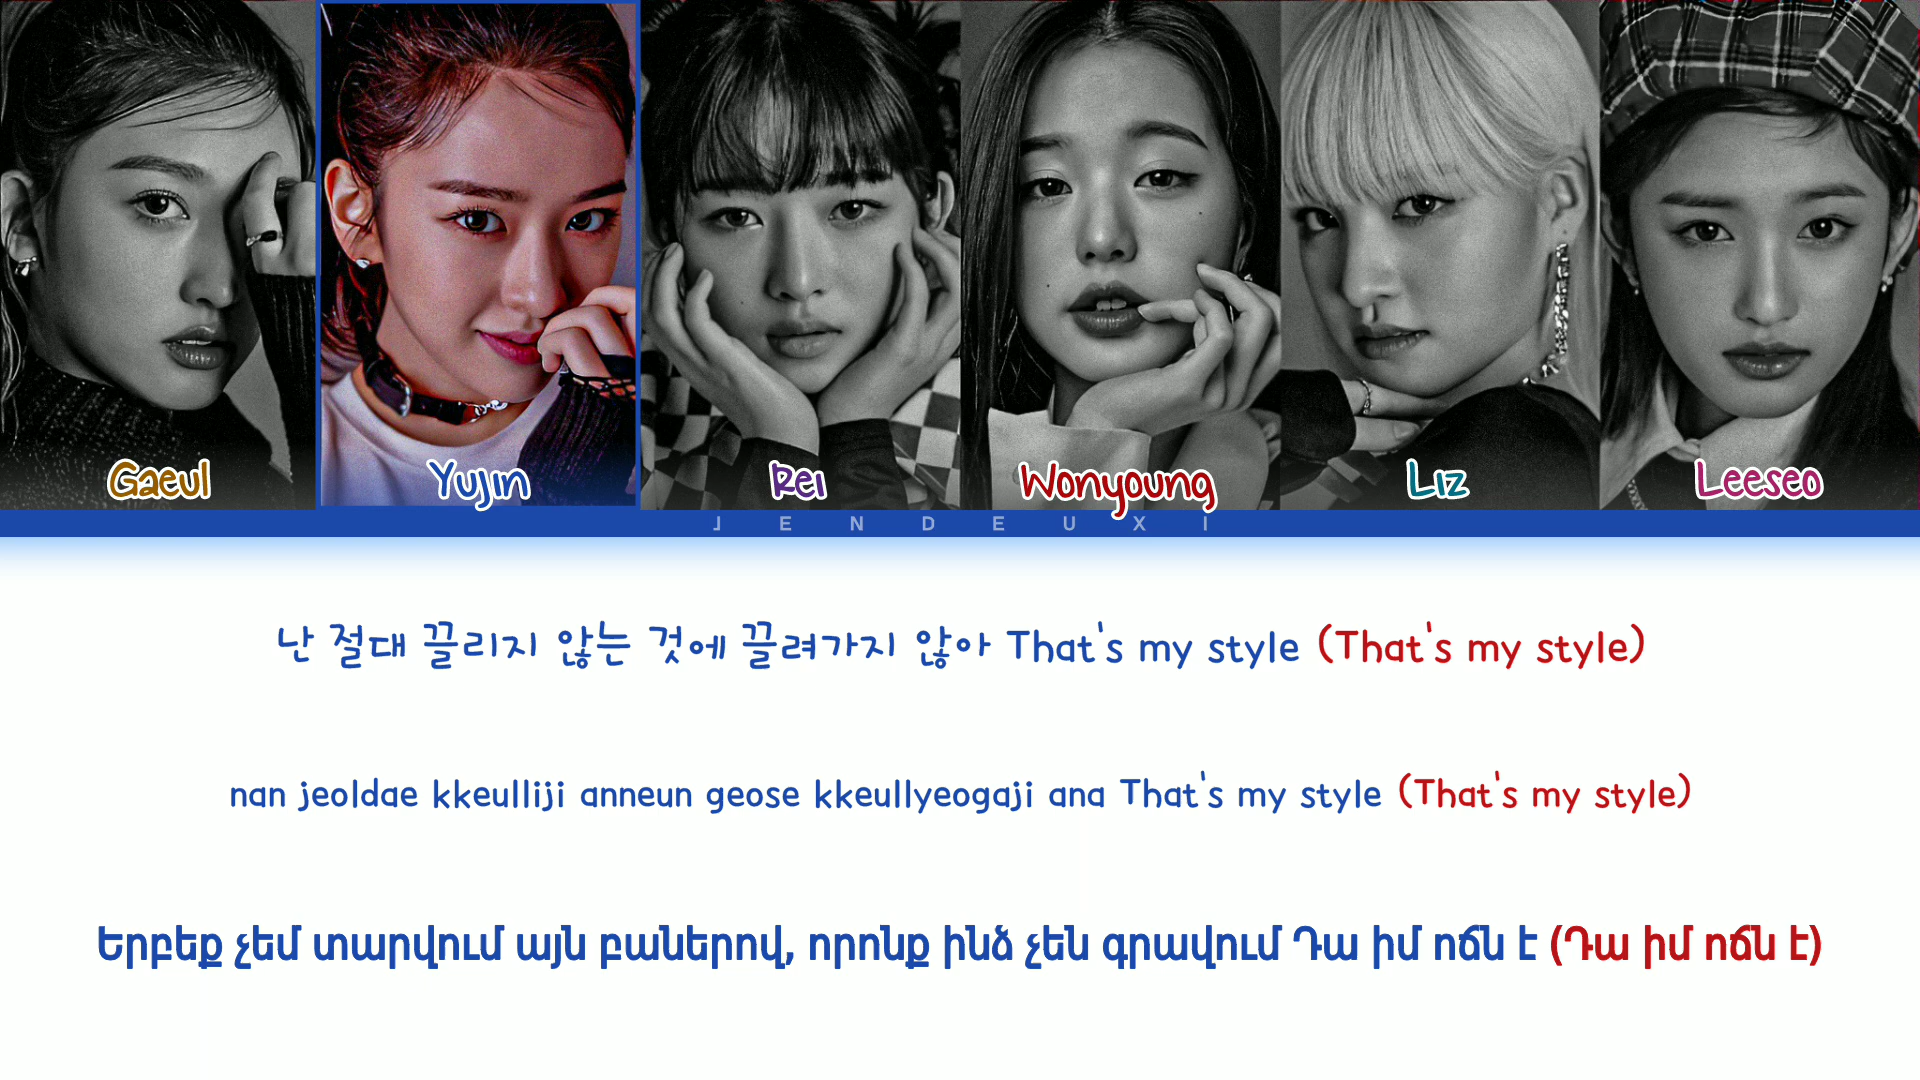 Gaeul Yujin Rei Wonyoung Liz Leeseo
JENDEUXI
난 절대 끌리지 않는 것에 끌려가지 않아 That's my style (That's my style)
nan jeoldae kkeulliji anneun geose kkeullyeogaji ana That's my style (That's my style)
Երբեք չեմ տարվում այն բաներով, որոնք ինձ չեն գրավում Դա իմ ոճն է (Դա իմ ոճն է)